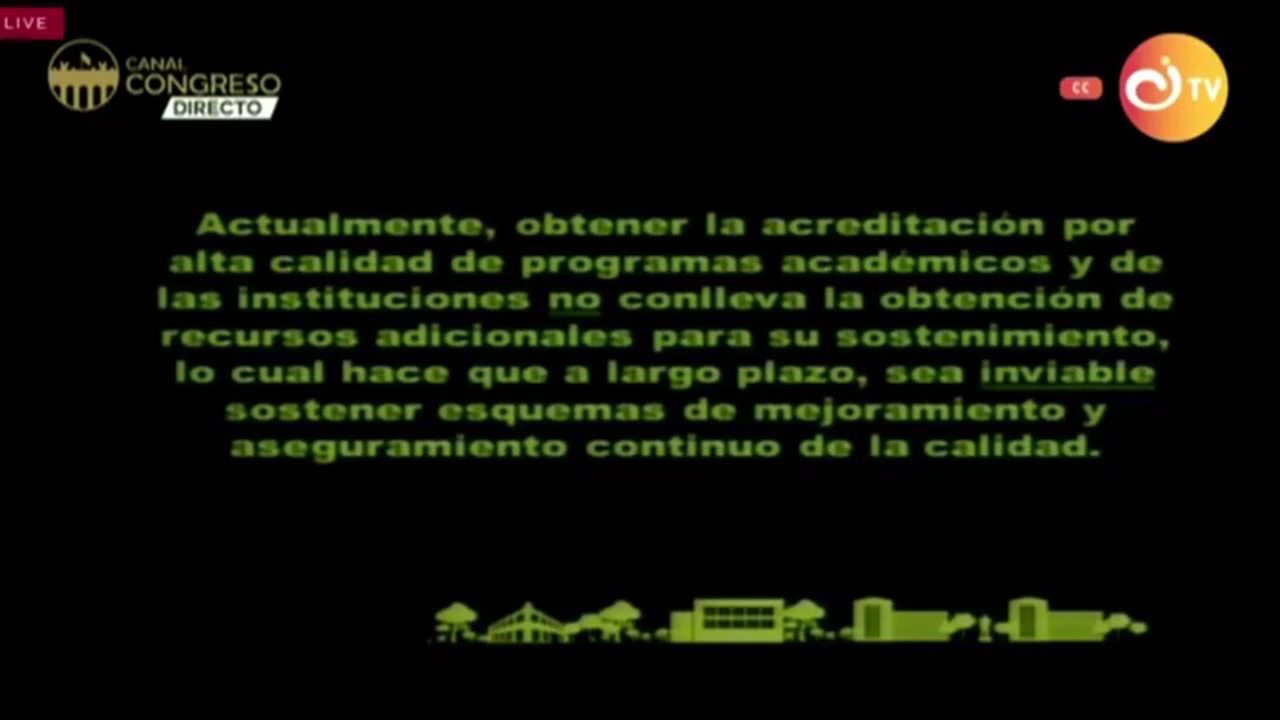 LIVE
CANAL
CONGRESO
DIRECTO
CC
TV
Actualmente, obtener la acreditación por
alta calidad de programas académicos y de
las instituciones no conlleva la obtención de
recursos adicionales para su sostenimiento,
lo cual hace que a largo plazo, sea inviable
sostener esquemas de mejoramiento y
aseguramiento continuo de la calidad.